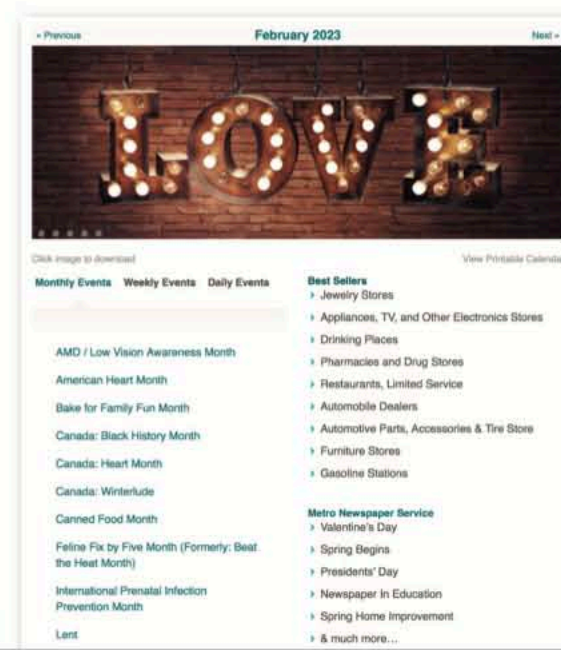 « Previous
February 2023
Next »
LOVE
Click image to download
View Printable Calenda
Monthly Events Weekly Events Daily Events
AMD / Low Vision Awareness Month
American Heart Month
Bake for Family Fun Month
Canada: Black History Month
Canada: Heart Month
Canada: Winterlude
Canned Food Month
Feline Fix by Five Month (Formerly: Beat
the Heat Month)
International Prenatal Infection
Prevention Month
Lent
Best Sellers
Jewelry Stores
Appliances, TV, and Other Electronics Stores
Drinking Places
Pharmacies and Drug Stores
Restaurants, Limited Service
Automobile Dealers
Automotive Parts, Accessories & Tire Store
Furniture Stores
Gasoline Stations
Metro Newspaper Service
Valentine's Day
Spring Begins
Presidents' Day
Newspaper In Education
Spring Home Improvement
& much more...